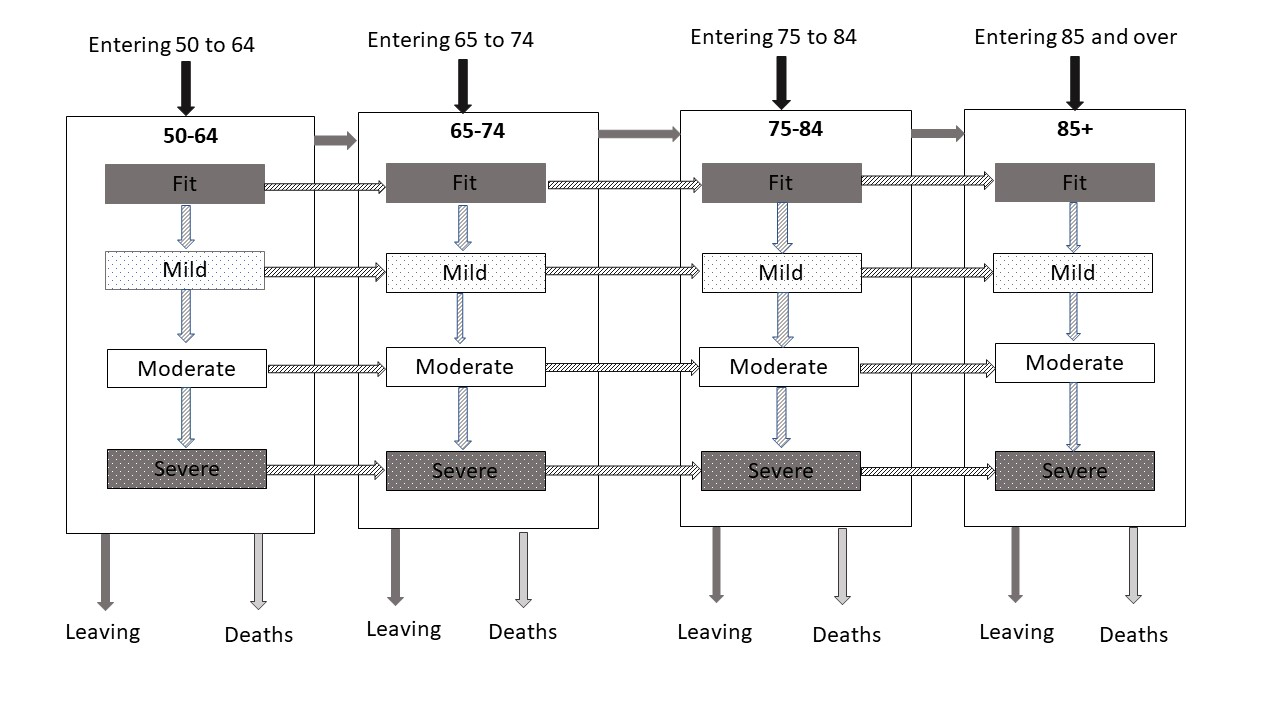 Entering 50 to 64
Entering 65 to 74
Entering 75 to 84
Entering 85 and over
50-64
65-74
75-84
85+
Fit
Fit
Fit
Fit
Mild
Mild
Mild
Mild
Moderate
Moderate
Moderate
Moderate
Severe
Severe
Severe
Severe
Leaving
Deaths
Leaving
Deaths
Leaving
Deaths
Leaving
Deaths